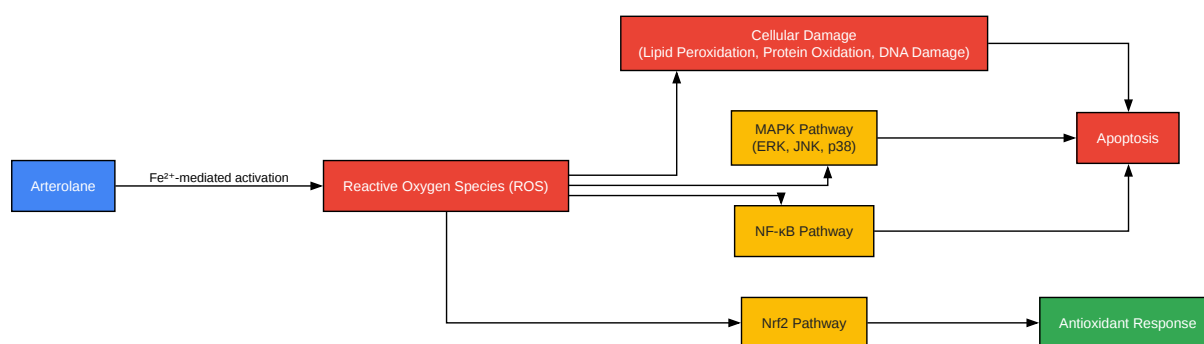 Cellular Damage
(Lipid Peroxidation, Protein Oxidation, DNA Damage)
MAPK Pathway
(ERK, JNK, p38)
Apoptosis
Arterolane
Fe²⁺-mediated activation
Reactive Oxygen Species (ROS)
NF-κB Pathway
Nrf2 Pathway
Antioxidant Response